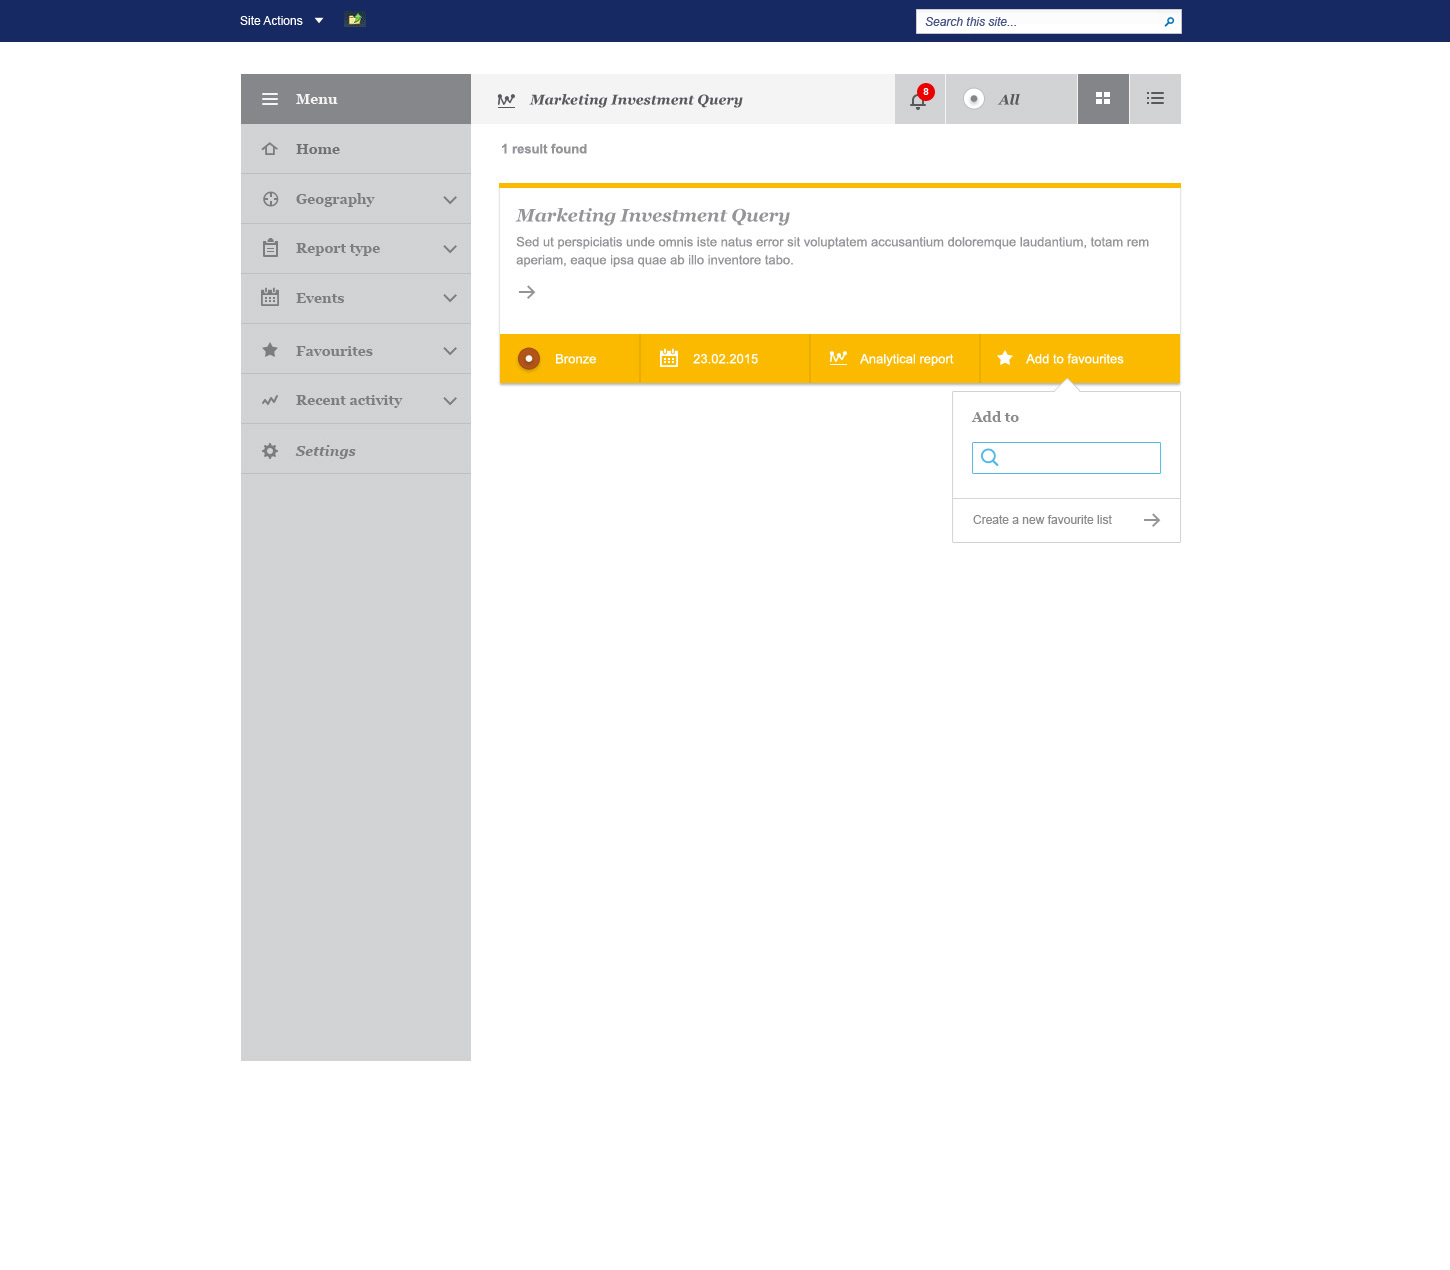 Site Actions
Search this site...
Menu
Marketing Investment Query
8
All
Home
Geography
Report type
Events
Favourites
Recent activity
Settings
1 result found
Marketing Investment Query
Sed ut perspiciatis unde omnis iste natus error sit voluptatem accusantium doloremque laudantium, totam rem
aperiam, eaque ipsa quae ab illo inventore tabo.
Bronze
23.02.2015
Analytical report
Add to favourites
Add to
Create a new favourite list